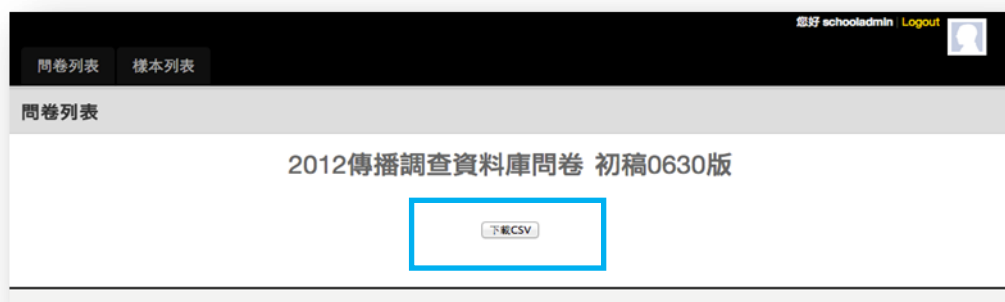 您好 schooladmin | Logout
問卷列表 樣本列表
問卷列表
2012傳播調查資料庫問卷 初稿0630版
下載CSV